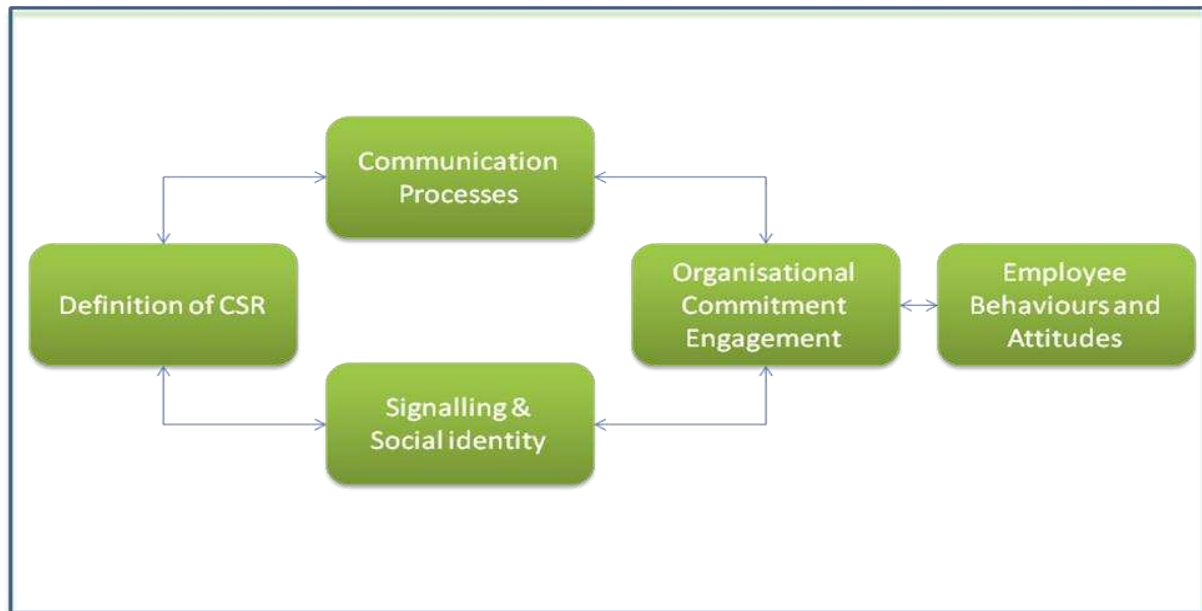 Communication
Processes
Definition of CSR
Organisational
Commitment
Engagement
Employee
Behaviours and
Attitudes
Signalling &
Social identity